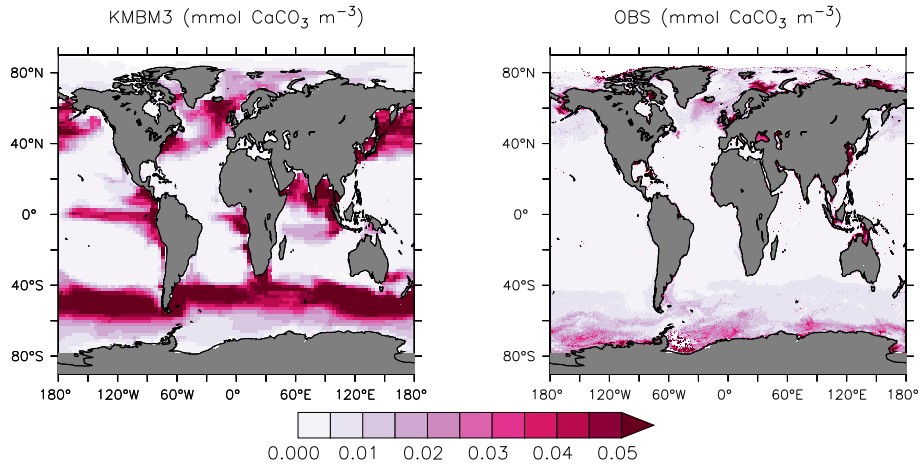 KMBM3 (mmol CaCO₃ m⁻³) OBS (mmol CaCO₃ m⁻³)
80°N 80°N
40°N 40°N
0° 0°
40°S 40°S
80°S 80°S
180° 120°W 60°W 0° 60°E 120°E 180° 180° 120°W 60°W 0° 60°E 120°E 180°
0.000 0.01 0.02 0.03 0.04 0.05